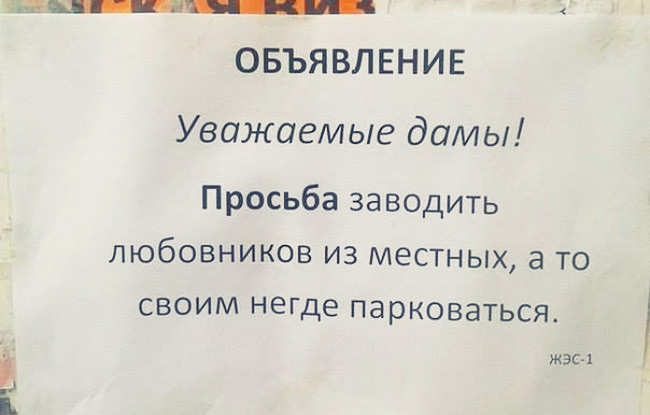 ОБЪЯВЛЕНИЕ
Уважаемые дамы!
Просьба заводить
любовников из местных, а то
своим негде парковаться.
ЖЭС-1